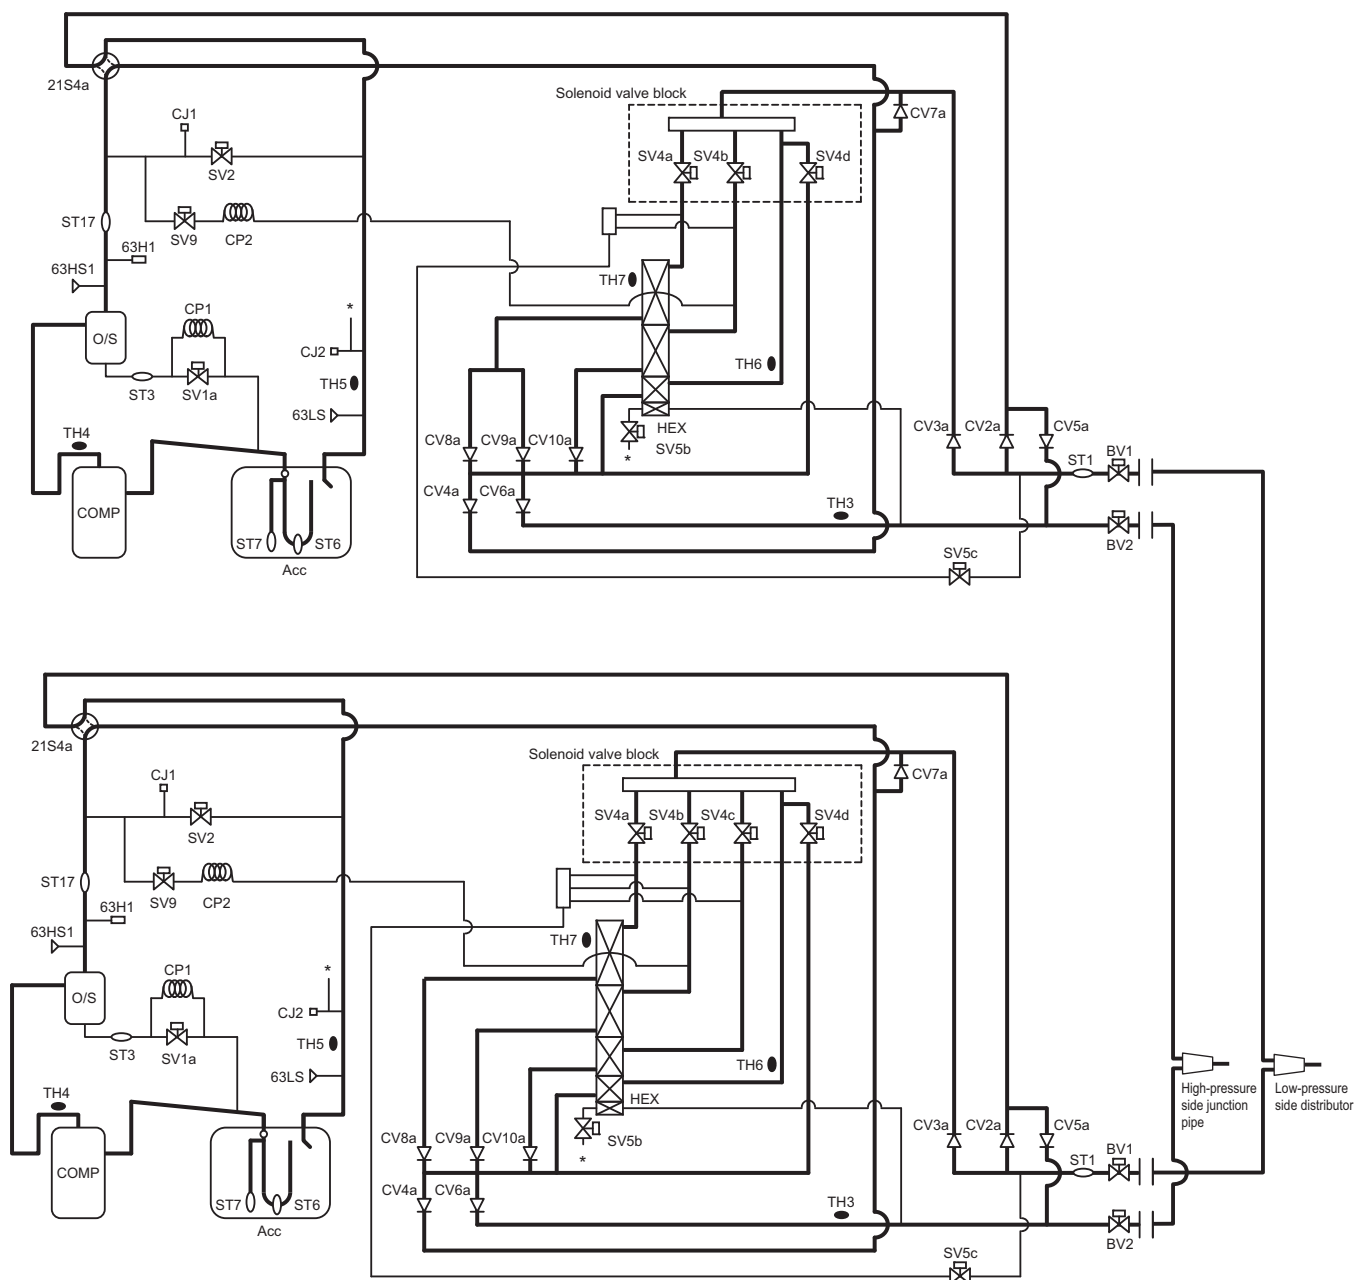 21S4a
Solenoid valve block
CJ1
CV7a
SV4a
SV4b
SV4d
SV2
ST17
SV9
CP2
63H1
63HS1
TH7
*
CP1
O/S
CJ2
TH6
TH5
ST3
SV1a
63LS
HEX
TH4
CV8a
CV9a
CV10a
SV5b
*
CV3a
CV2a
CV5a
BV1
ST1
COMP
CV4a
CV6a
TH3
ST7
ST6
BV2
Acc
SV5c
21S4a
Solenoid valve block
CJ1
CV7a
SV4a
SV4b
SV4c
SV4d
SV2
ST17
SV9
CP2
63H1
63HS1
TH7
*
CP1
O/S
CJ2
TH5
TH6
ST3
SV1a
63LS
HEX
TH4
High-pressure
side junction
pipe
Low-pressure
side distributor
CV8a
CV9a
CV10a
SV5b
*
CV3a
CV2a
CV5a
BV1
ST1
COMP
CV4a
CV6a
TH3
ST7
ST6
BV2
Acc
SV5c